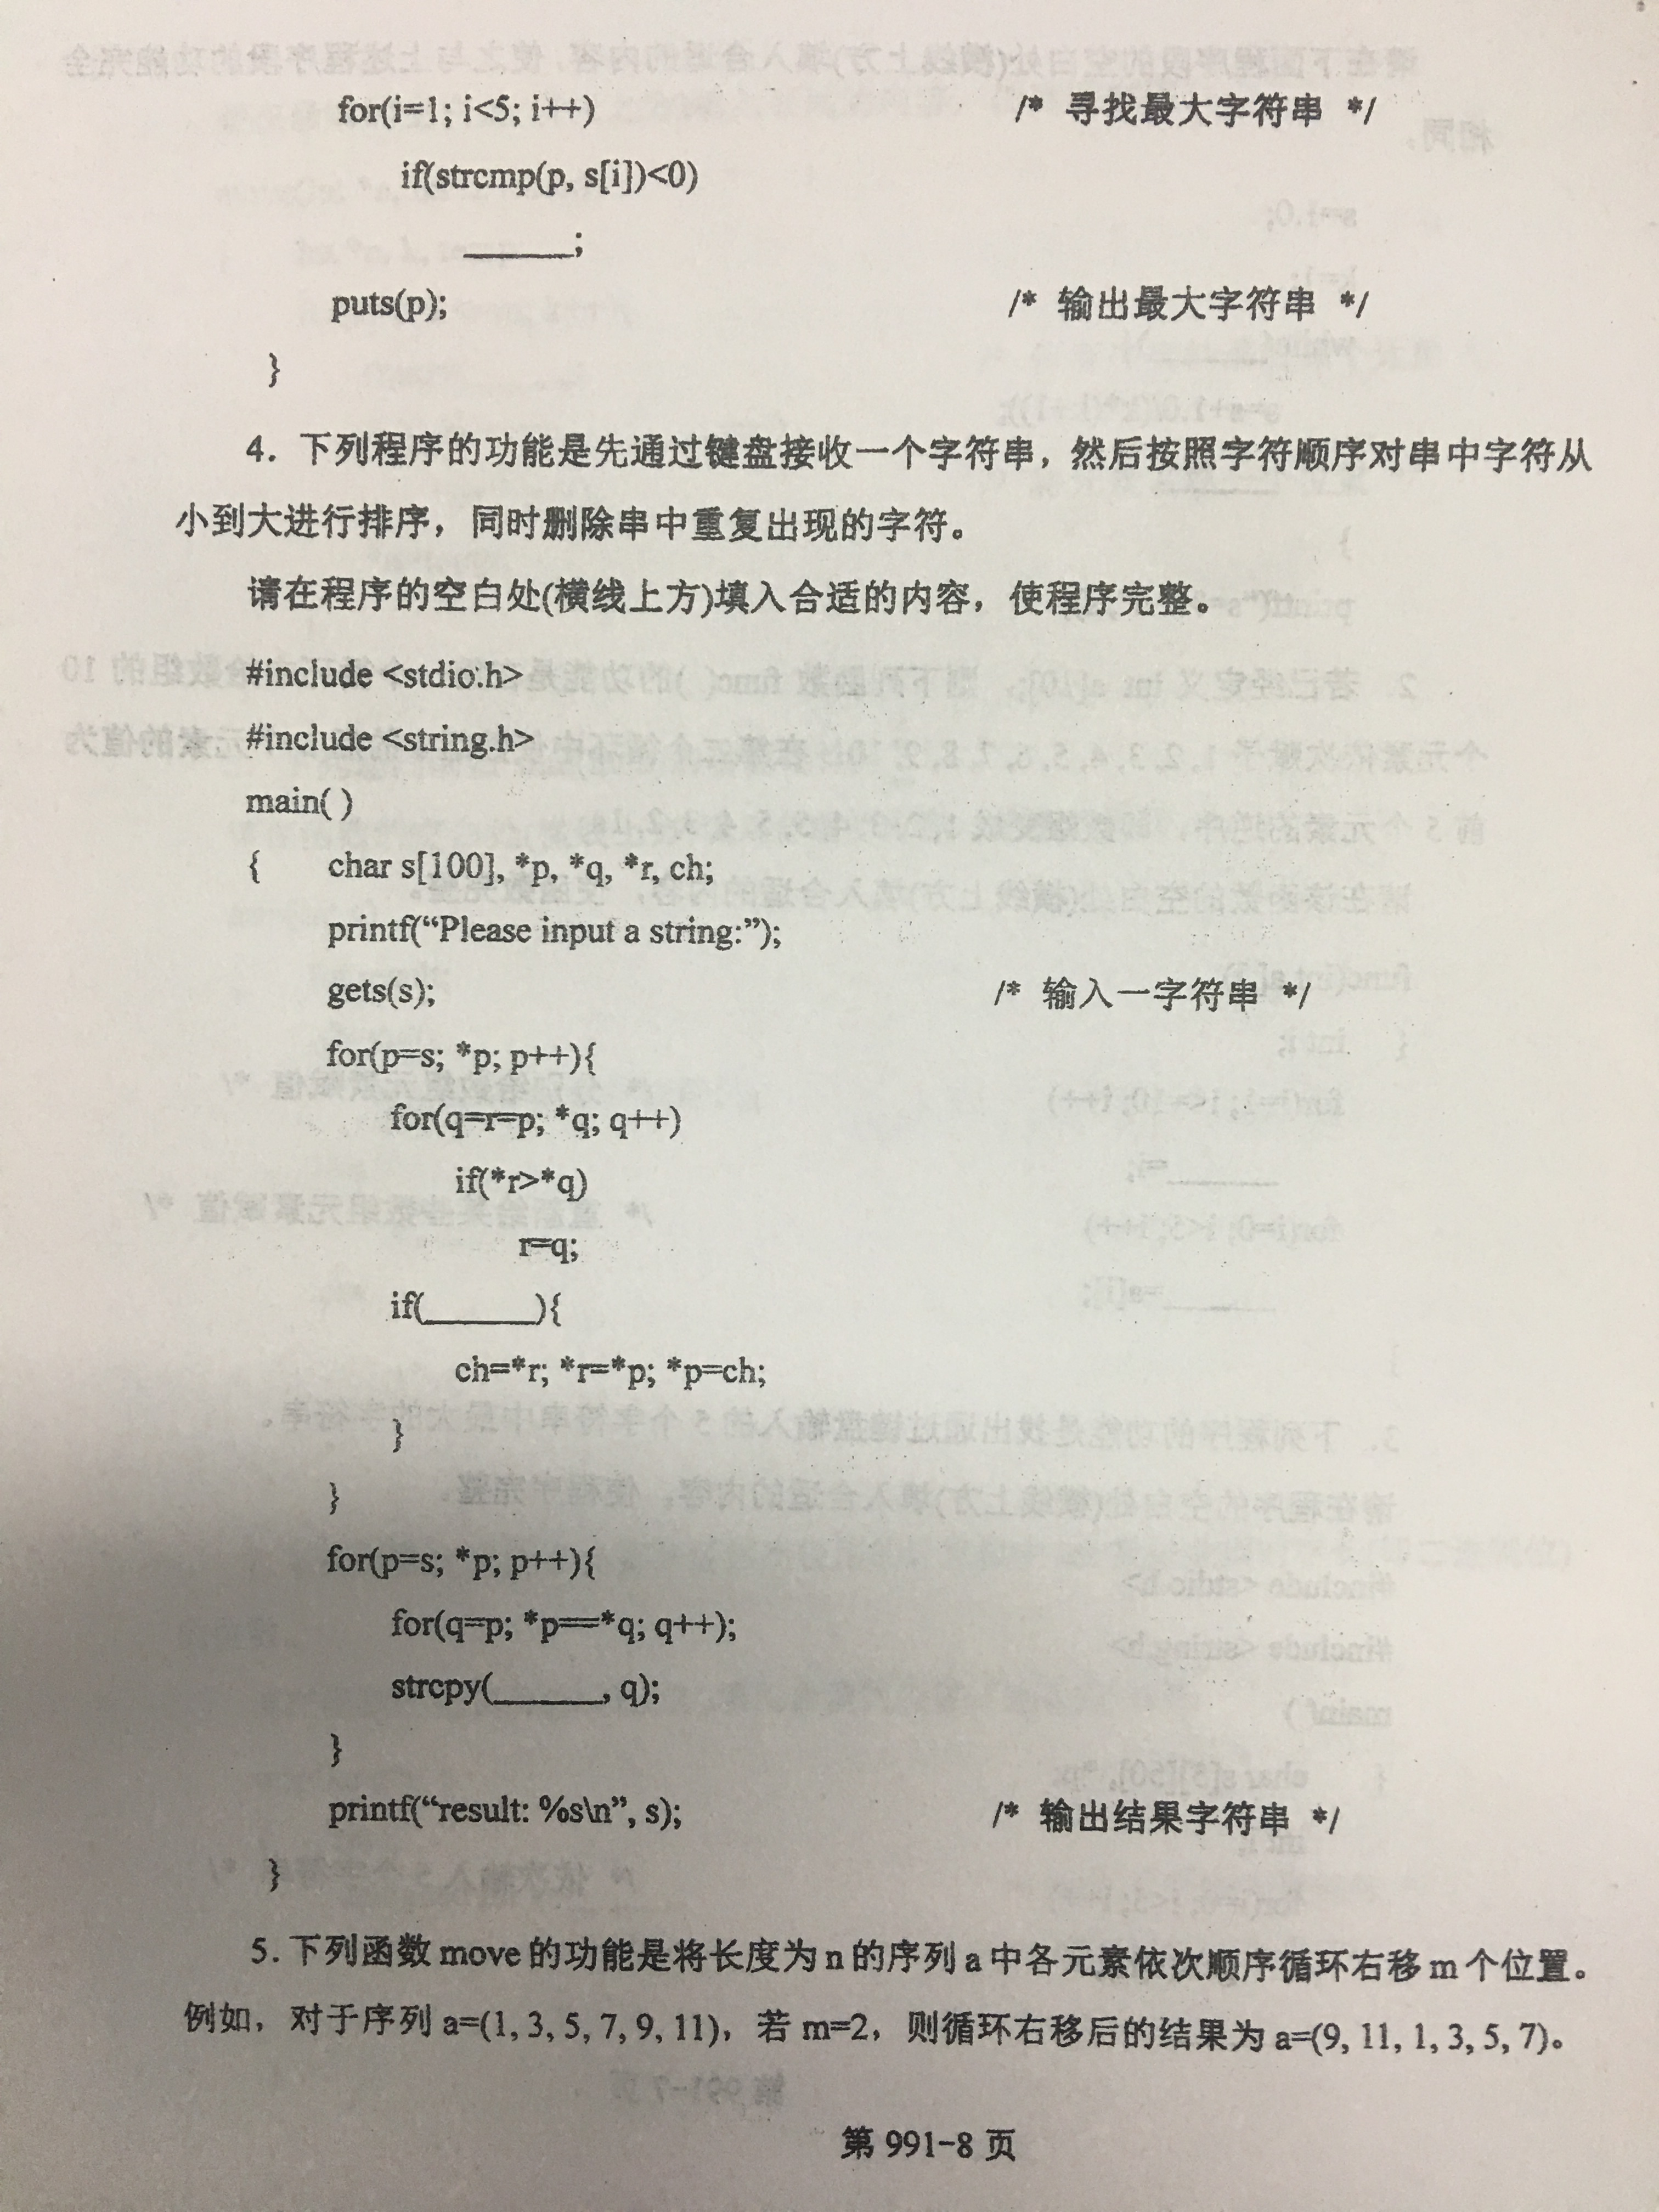 for(i=1; i<5; i++) /* 寻找最大字符串 */
if(strcmp(p, s[i])<0)
______;
puts(p); /* 输出最大字符串 */
}
4. 下列程序的功能是先通过键盘接收一个字符串，然后按照字符顺序对串中字符从
小到大进行排序，同时删除串中重复出现的字符。
请在程序的空白处(横线上方)填入合适的内容，使程序完整。
#include <stdio.h>
#include <string.h>
main( )
{ char s[100], *p, *q, *r, ch;
printf(“Please input a string:”);
gets(s); /* 输入一字符串 */
for(p=s; *p; p++){
for(q=r=p; *q; q++)
if(*r>*q)
r=q;
if(______){
ch=*r; *r=*p; *p=ch;
}
}
for(p=s; *p; p++){
for(q=p; *p==*q; q++);
strcpy(______, q);
}
printf(“result: %s\n”, s); /* 输出结果字符串 */
}
5. 下列函数 move 的功能是将长度为 n 的序列 a 中各元素依次顺序循环右移 m 个位置。
例如，对于序列 a=(1, 3, 5, 7, 9, 11)，若 m=2，则循环右移后的结果为 a=(9, 11, 1, 3, 5, 7)。
第 991-8 页